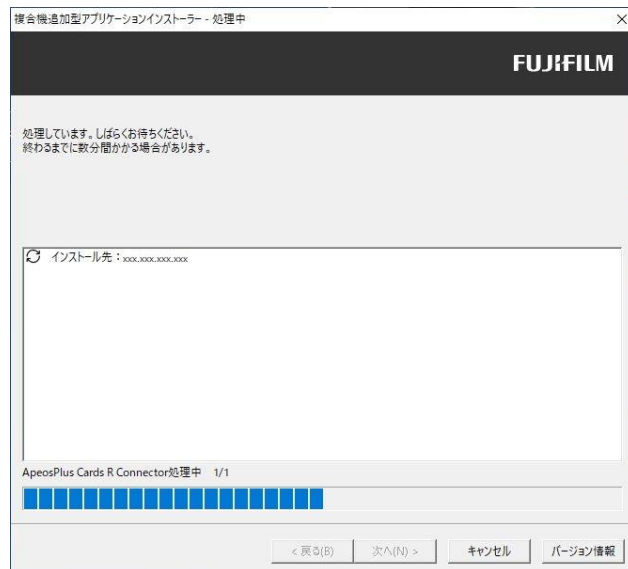 複合機追加型アプリケーションインストーラー - 処理中
FUJIFILM
処理しています。しばらくお待ちください。
終わるまでに数分間かかる場合があります。
インストール先：xxx.xxx.xxx.xxx
ApeosPlus Cards R Connector処理中 1/1
< 戻る(B) 次へ(N) > キャンセル バージョン情報